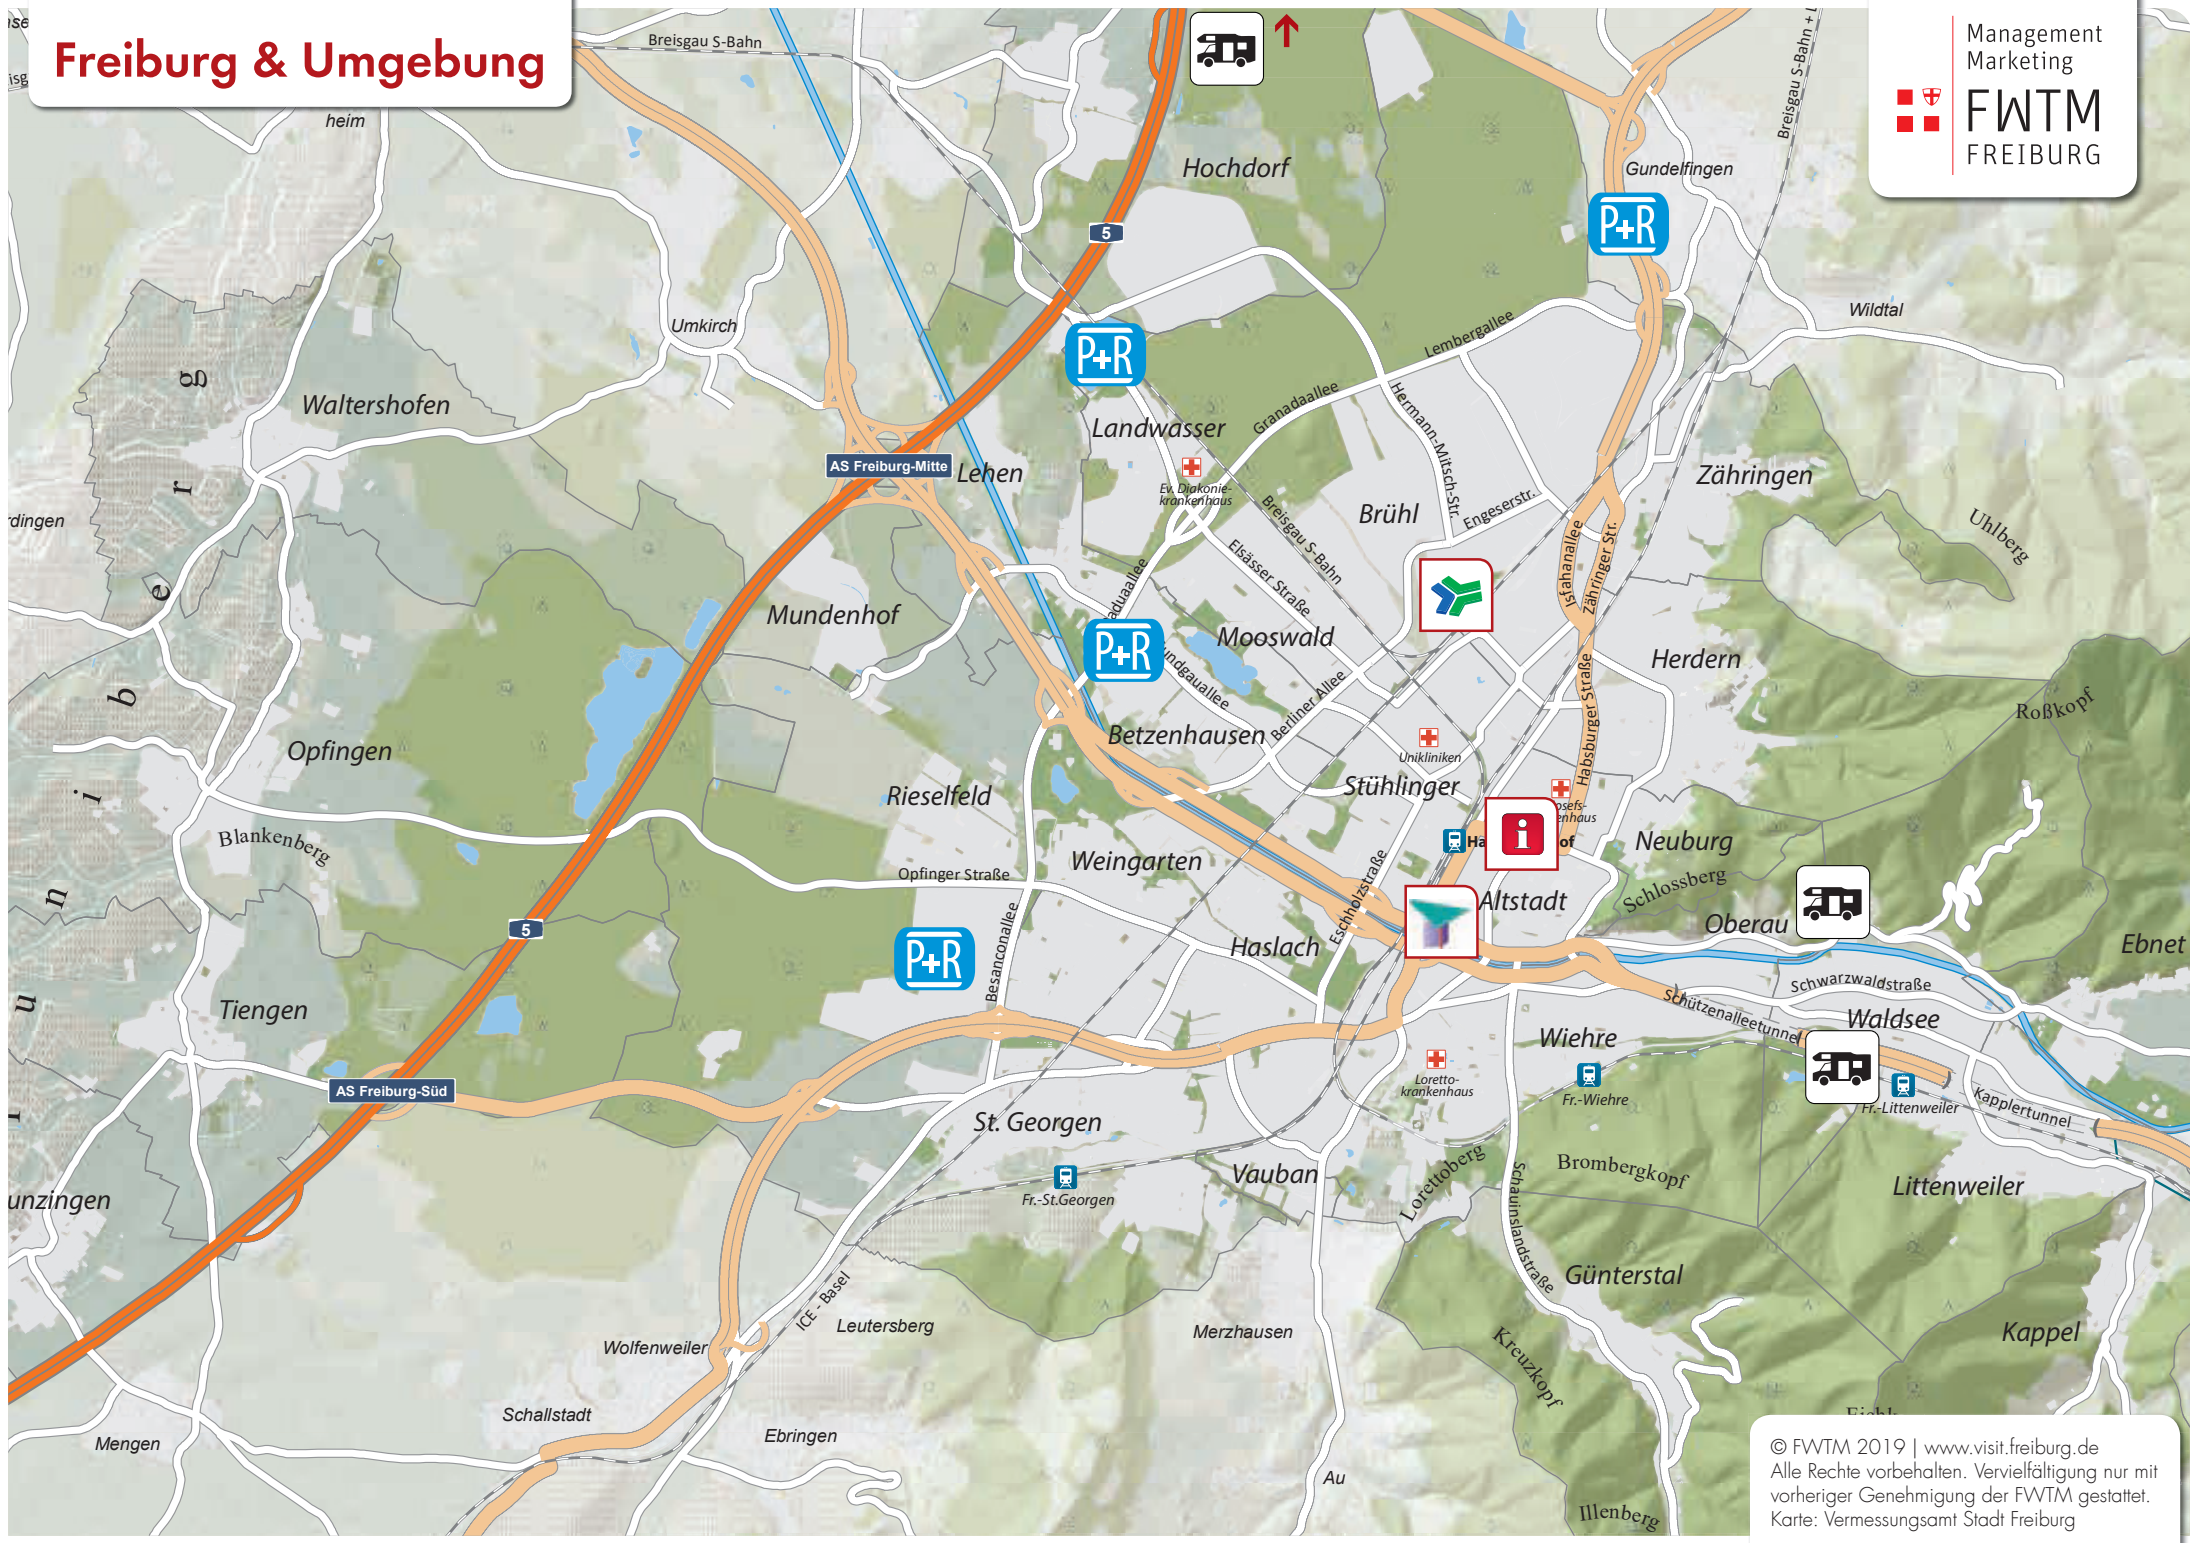 Freiburg & Umgebung
Management
Marketing
FWTM
FREIBURG
Breisgau S-Bahn
Breisgau S-Bahn
heim
Hochdorf
Gundelfingen
P+R
5
Umkirch
Wildtal
P+R
Lembergallee
Waltershofen
Granadaallee
Hermann-Mitsch-Str.
Landwasser
AS Freiburg-Mitte
Lehen
Zähringen
Ev. Diakonie-
krankenhaus
Brühl
Engeserstr.
Breisgau S-Bahn
Uhlberg
rdingen
Elsässer Straße
Isfahanallee
Zähringer Str.
Mundenhof
Mooswald
P+R
Herdern
Berliner Allee
Habsburger Straße
Roßkopf
Betzenhausen
Opfingen
Unikliniken
Stühlinger
Rieselfeld
Blankenberg
Neuburg
i
Weingarten
Opfinger Straße
Eschholzstraße
Altstadt
Schlossberg
Oberau
5
Besanconallee
Haslach
Ebnet
P+R
Schwarzwaldstraße
Tiengen
Schützenalleetunnel
Waldsee
Wiehre
AS Freiburg-Süd
Loretto-
krankenhaus
Fr.-Wiehre
Fr.-Littenweiler
Kapplertunnel
St. Georgen
Vauban
Lorettoberg
Brombergkopf
Littenweiler
unzingen
Fr.-St.Georgen
Schauinslandstraße
Günterstal
ICE - Basel
Leutersberg
Merzhausen
Kappel
Wolfenweiler
Kreuzkopf
Schallstadt
Mengen
Ebringen
Au
Illenberg
© FWTM 2019 | www.visit.freiburg.de
Alle Rechte vorbehalten. Vervielfältigung nur mit
vorheriger Genehmigung der FWTM gestattet.
Karte: Vermessungsamt Stadt Freiburg